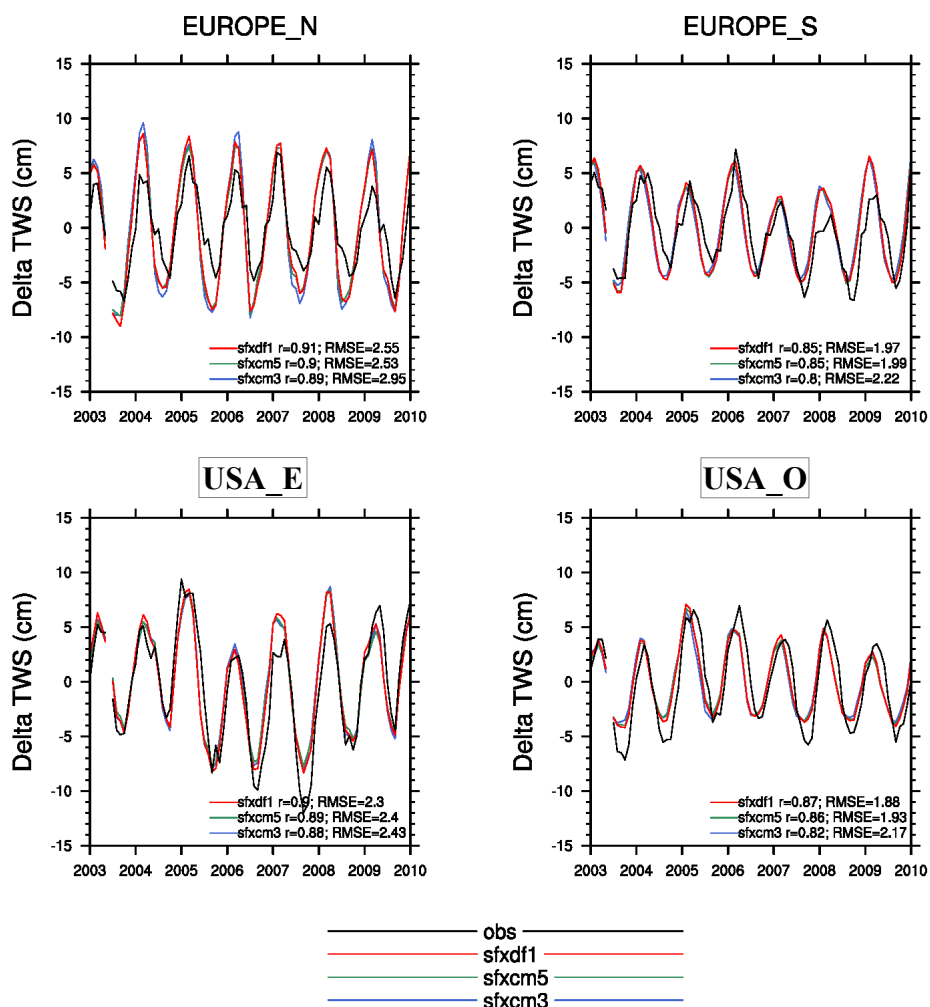 EUROPE_N
EUROPE_S
15
10
5
0
-5
-10
-15
Delta TWS (cm)
sfxdf1 r=0.91; RMSE=2.55
sfxcm5 r=0.9; RMSE=2.53
sfxcm3 r=0.89; RMSE=2.95
2003 2004 2005 2006 2007 2008 2009 2010
15
10
5
0
-5
-10
-15
Delta TWS (cm)
sfxdf1 r=0.85; RMSE=1.97
sfxcm5 r=0.85; RMSE=1.99
sfxcm3 r=0.8; RMSE=2.22
2003 2004 2005 2006 2007 2008 2009 2010
USA_E
USA_O
15
10
5
0
-5
-10
-15
Delta TWS (cm)
sfxdf1 r=0.9; RMSE=2.3
sfxcm5 r=0.89; RMSE=2.4
sfxcm3 r=0.88; RMSE=2.43
2003 2004 2005 2006 2007 2008 2009 2010
15
10
5
0
-5
-10
-15
Delta TWS (cm)
sfxdf1 r=0.87; RMSE=1.88
sfxcm5 r=0.86; RMSE=1.93
sfxcm3 r=0.82; RMSE=2.17
2003 2004 2005 2006 2007 2008 2009 2010
obs
sfxdf1
sfxcm5
sfxcm3